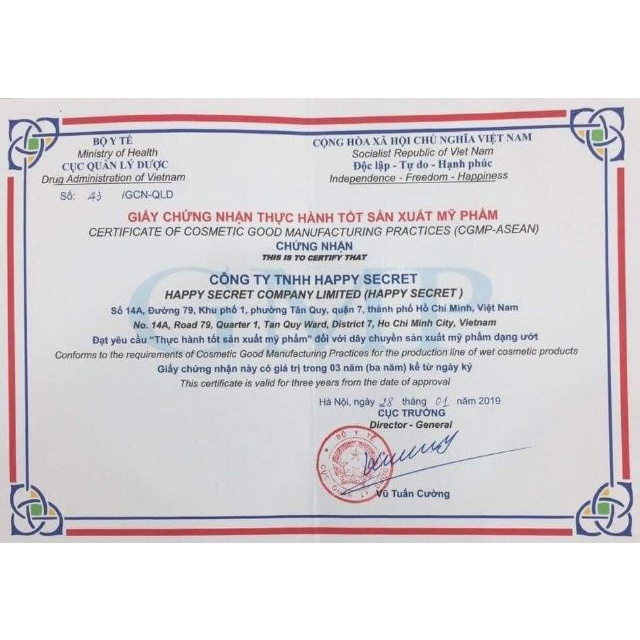 BỘ Y TẾ
Ministry of Health
CỤC QUẢN LÝ DƯỢC
Drug Administration of Vietnam
Số: 43 /GCN-QLD
CỘNG HÒA XÃ HỘI CHỦ NGHĨA VIỆT NAM
Socialist Republic of Viet Nam
Độc lập - Tự do - Hạnh phúc
Independence - Freedom - Happiness
GIẤY CHỨNG NHẬN THỰC HÀNH TỐT SẢN XUẤT MỸ PHẨM
CERTIFICATE OF COSMETIC GOOD MANUFACTURING PRACTICES (CGMP-ASEAN)
CHỨNG NHẬN
THIS IS TO CERTIFY THAT
CÔNG TY TNHH HAPPY SECRET
HAPPY SECRET COMPANY LIMITED (HAPPY SECRET )
Số 14A, Đường 79, Khu phố 1, phường Tân Quy, quận 7, thành phố Hồ Chí Minh, Việt Nam
No. 14A, Road 79, Quarter 1, Tan Quy Ward, District 7, Ho Chi Minh City, Vietnam
Đạt yêu cầu "Thực hành tốt sản xuất mỹ phẩm" đối với dây chuyền sản xuất mỹ phẩm dạng ướt
Conforms to the requirements of Cosmetic Good Manufacturing Practices for the production line of wet cosmetic products
Giấy chứng nhận này có giá trị trong 03 năm (ba năm) kể từ ngày ký
This certificate is valid for three years from the date of approval
Hà Nội, ngày 28 tháng 01 năm 2019
CỤC TRƯỞNG
Director - General
BỘ Y TẾ
CỤC QUẢN LÝ DƯỢC
Vũ Tuấn Cường